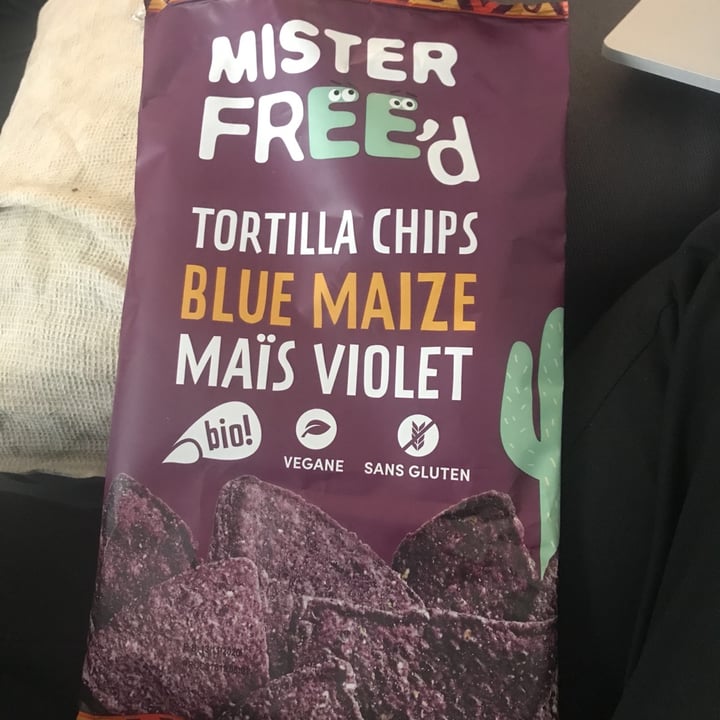 MISTER
FREE'd
TORTILLA CHIPS
BLUE MAIZE
MAÏS VIOLET
bio!
VEGANE
SANS GLUTEN